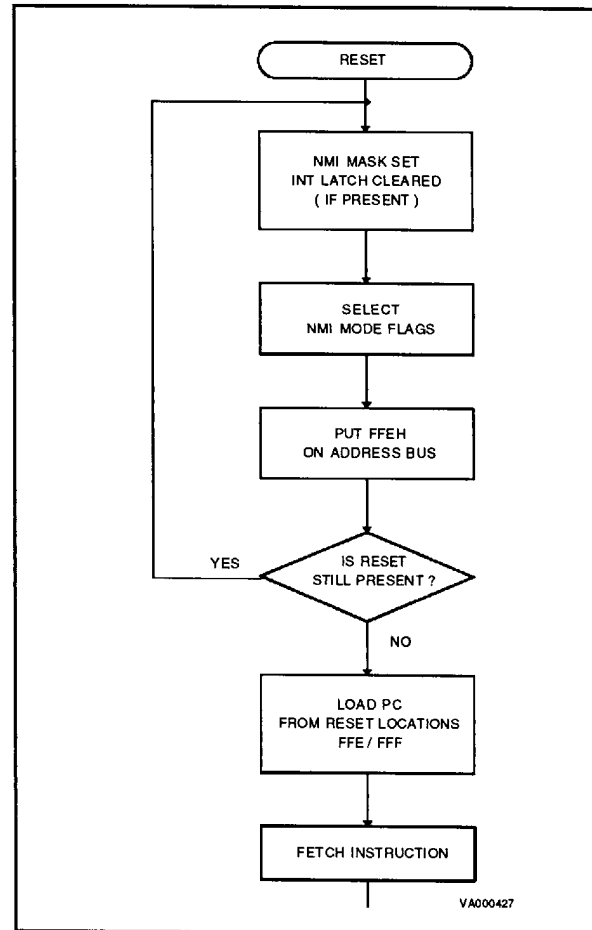 RESET
NMI MASK SET
INT LATCH CLEARED
( IF PRESENT )
SELECT
NMI MODE FLAGS
PUT FFEH
ON ADDRESS BUS
YES
IS RESET
STILL PRESENT ?
NO
LOAD PC
FROM RESET LOCATIONS
FFE / FFF
FETCH INSTRUCTION
VA000427